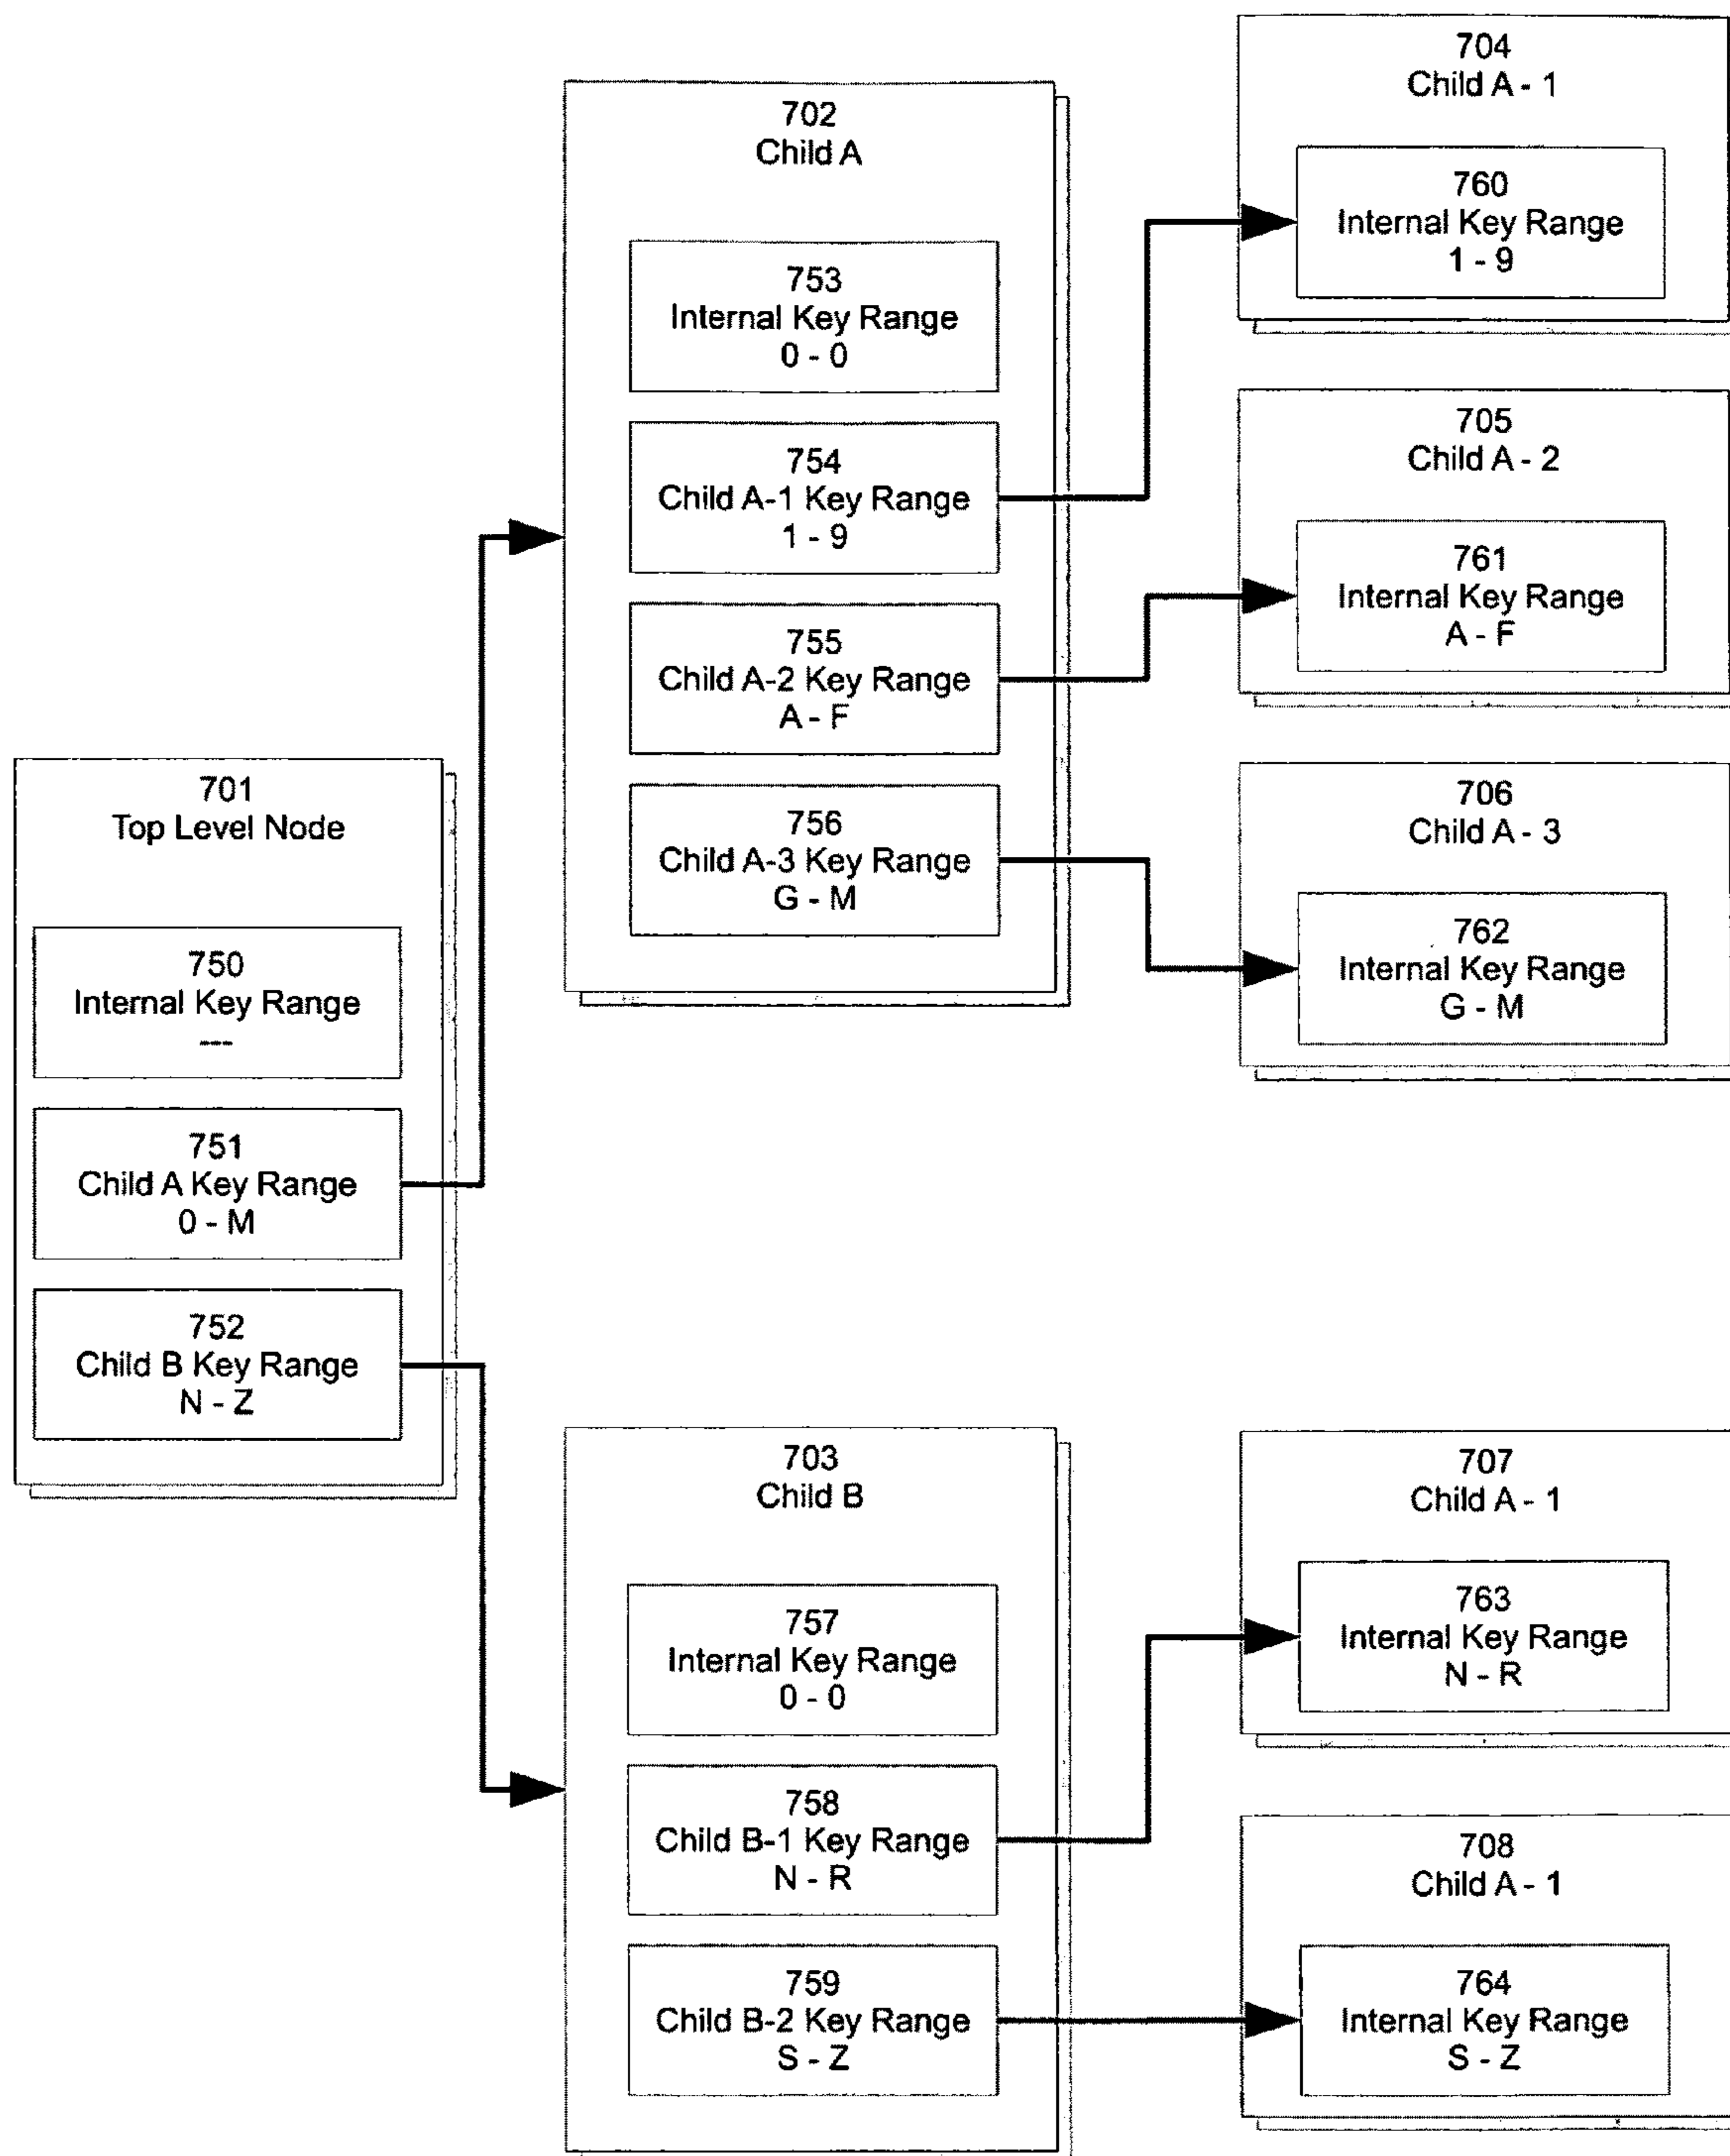 701
Top Level Node
750
Internal Key Range
---
751
Child A Key Range
0 - M
752
Child B Key Range
N - Z
702
Child A
753
Internal Key Range
0 - 0
754
Child A-1 Key Range
1 - 9
755
Child A-2 Key Range
A - F
756
Child A-3 Key Range
G - M
703
Child B
757
Internal Key Range
0 - 0
758
Child B-1 Key Range
N - R
759
Child B-2 Key Range
S - Z
704
Child A - 1
760
Internal Key Range
1 - 9
705
Child A - 2
761
Internal Key Range
A - F
706
Child A - 3
762
Internal Key Range
G - M
707
Child A - 1
763
Internal Key Range
N - R
708
Child A - 1
764
Internal Key Range
S - Z